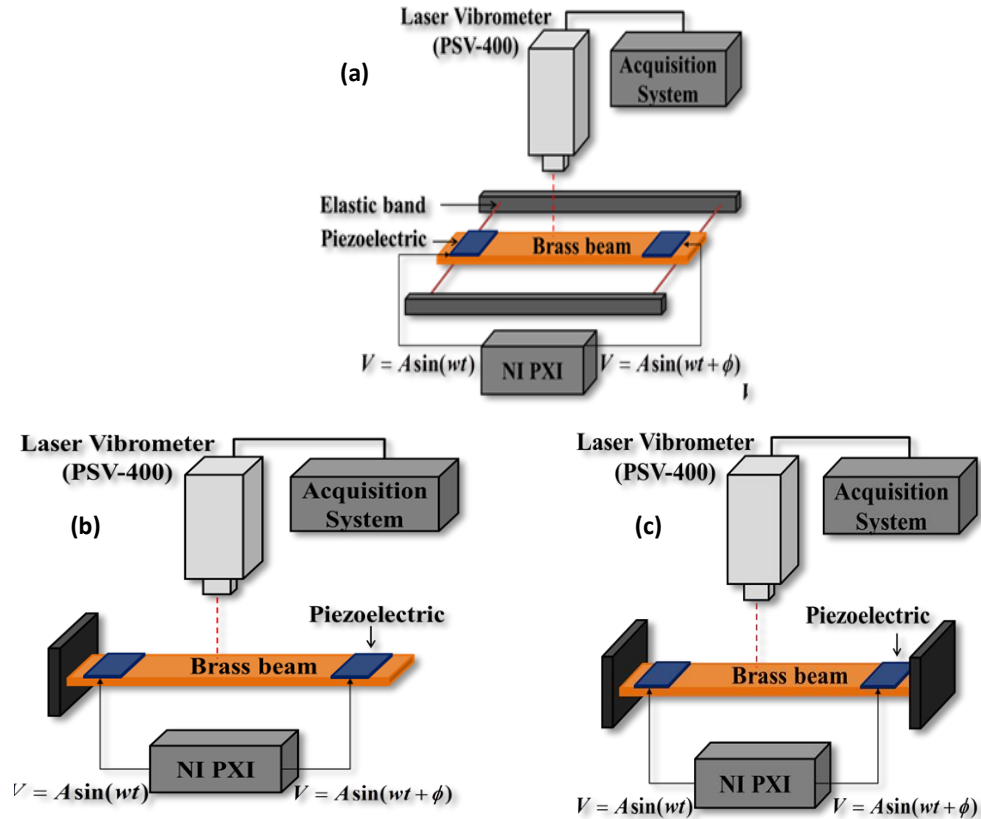 Laser Vibrometer
(PSV-400)
Acquisition
System
(a)
Elastic band
Piezoelectric
Brass beam
V = A sin(wt)
NI PXI
V = A sin(wt + ϕ)
Laser Vibrometer
(PSV-400)
Acquisition
System
(b)
Piezoelectric
Brass beam
NI PXI
V = A sin(wt)
V = A sin(wt + ϕ)
Laser Vibrometer
(PSV-400)
Acquisition
System
(c)
Piezoelectric
Brass beam
NI PXI
V = A sin(wt)
V = A sin(wt + ϕ)